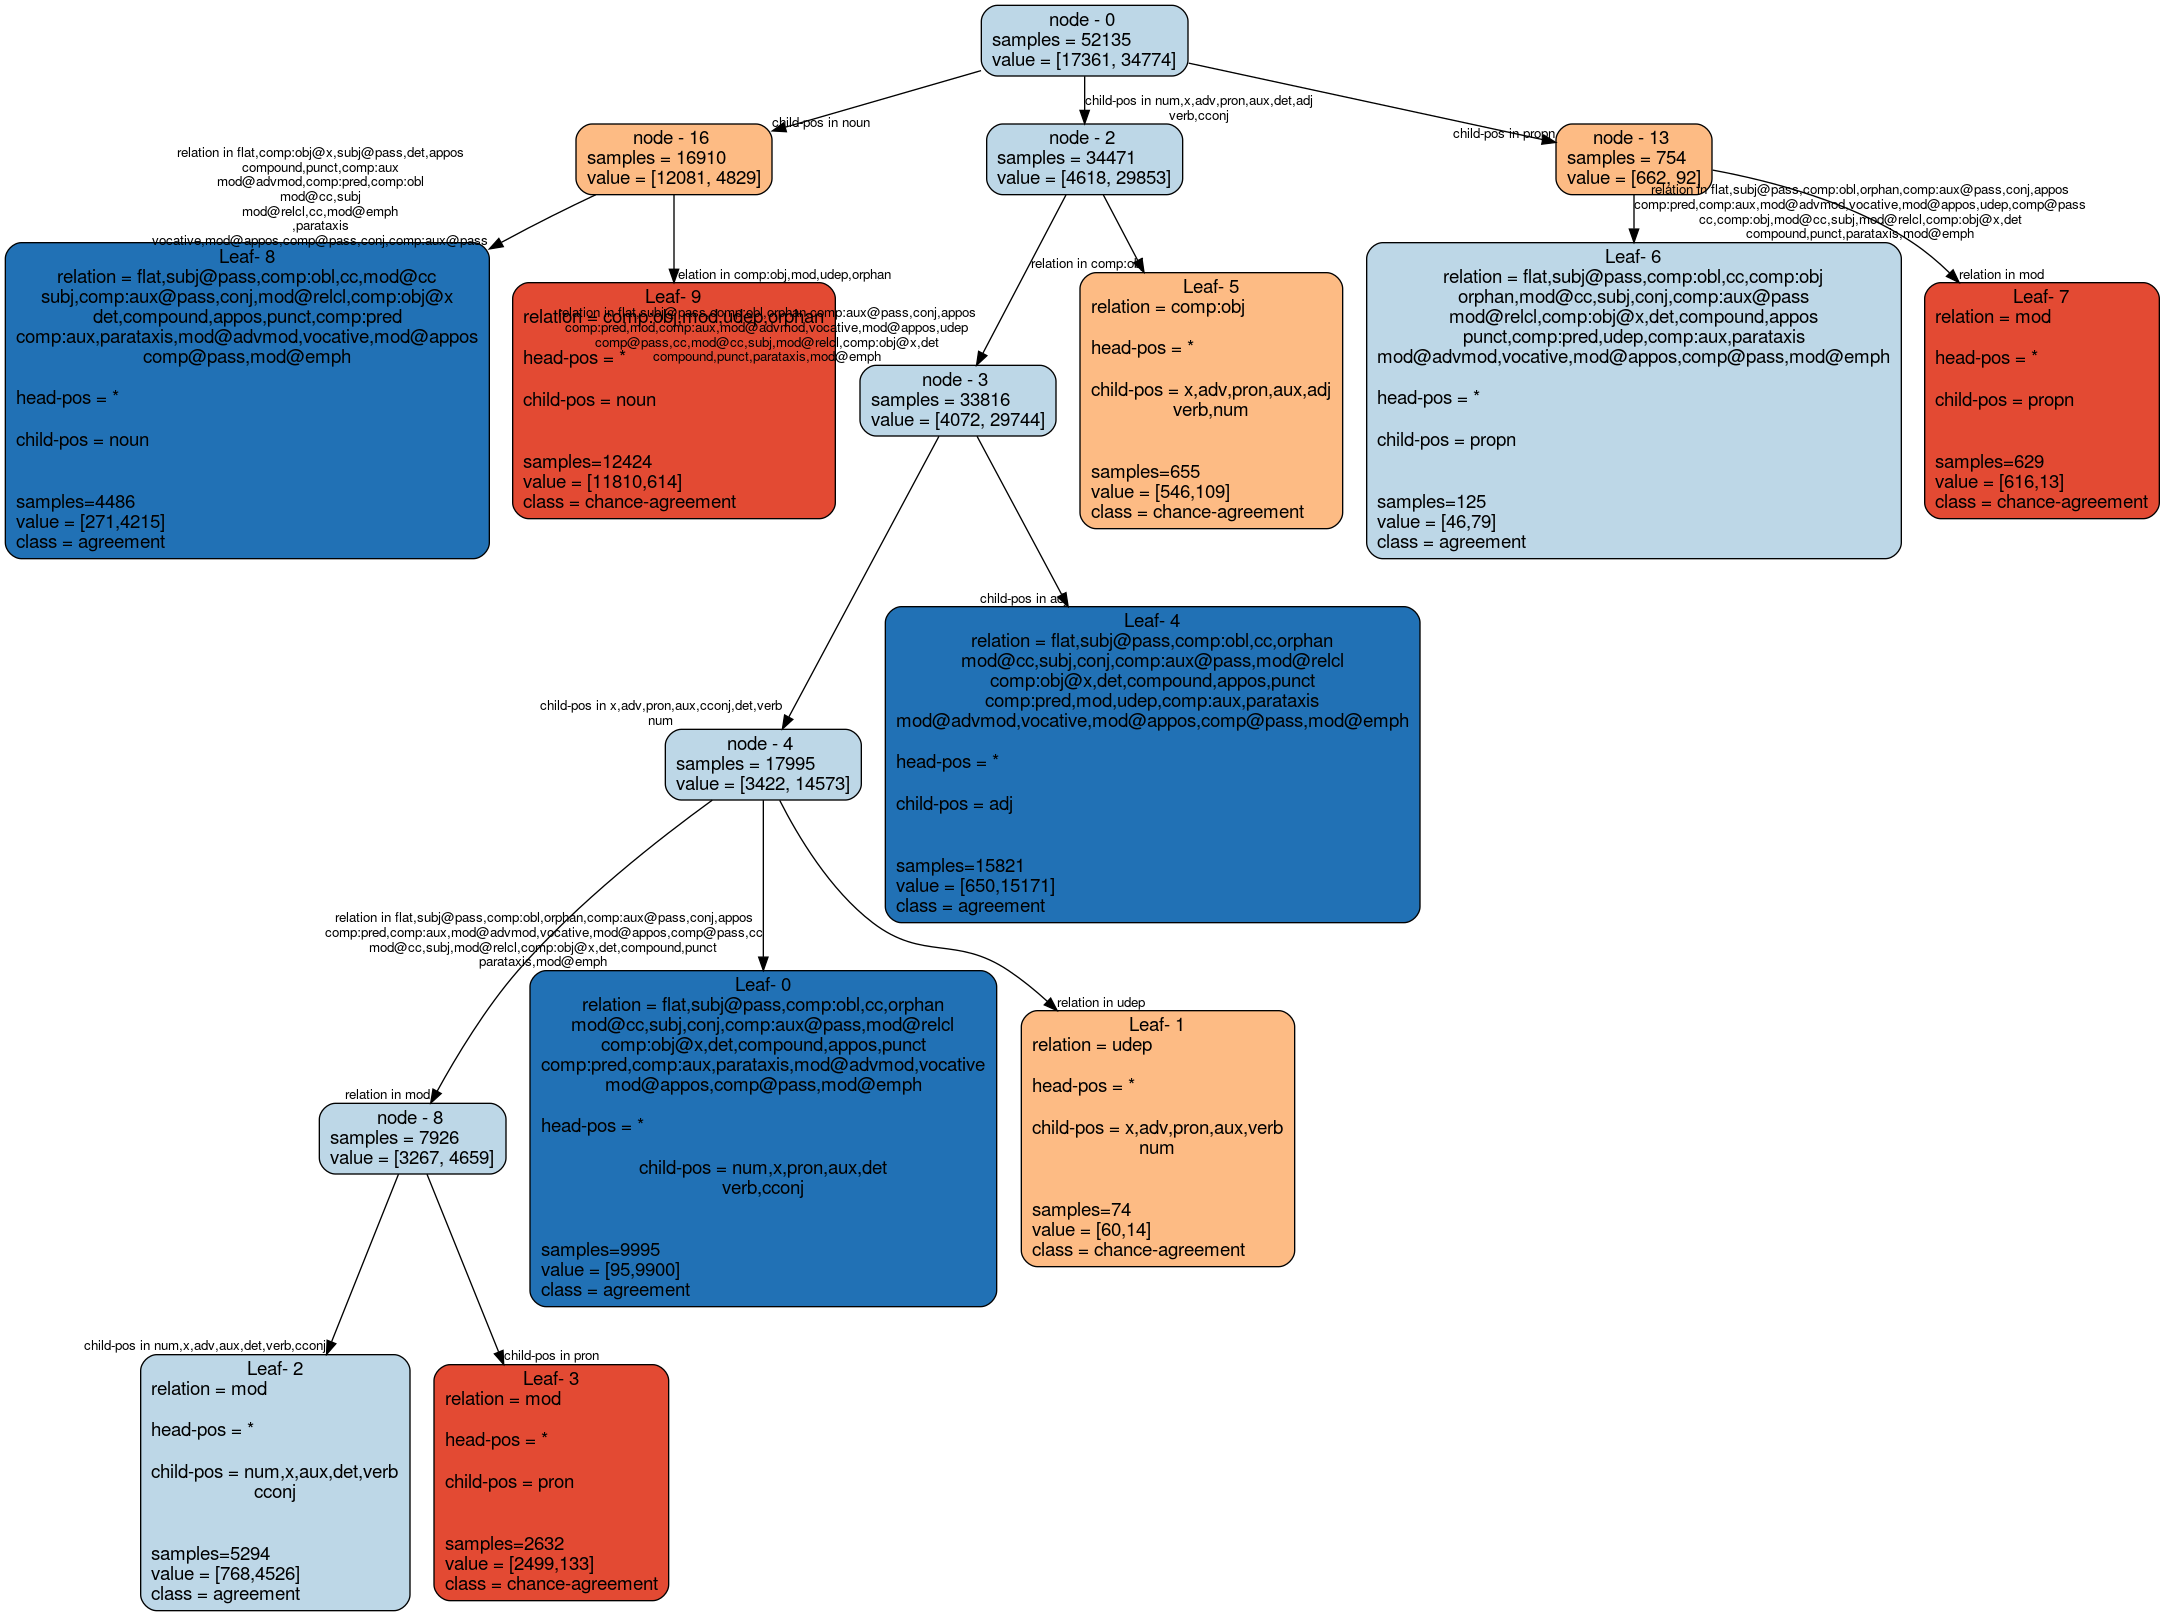 node - 0
samples = 52135
value = [17361, 34774]
child-pos in noun
child-pos in num,x,adv,pron,aux,det,adj
verb,cconj
child-pos in propn
node - 16
samples = 16910
value = [12081, 4829]
node - 2
samples = 34471
value = [4618, 29853]
node - 13
samples = 754
value = [662, 92]
relation in flat,comp:obj@x,subj@pass,det,appos
compound,punct,comp:aux
mod@advmod,comp:pred,comp:obl
mod@cc,subj
mod@relcl,cc,mod@emph
,parataxis
vocative,mod@appos,comp@pass,conj,comp:aux@pass
relation in comp:obj,mod,udep,orphan
relation in comp:obj
relation in flat,subj@pass,comp:obl,orphan,comp:aux@pass,conj,appos
comp:pred,comp:aux,mod@advmod,vocative,mod@appos,udep,comp@pass
cc,comp:obj,mod@cc,subj,mod@relcl,comp:obj@x,det
compound,punct,parataxis,mod@emph
relation in mod
Leaf- 8
relation = flat,subj@pass,comp:obl,cc,mod@cc
subj,comp:aux@pass,conj,mod@relcl,comp:obj@x
det,compound,appos,punct,comp:pred
comp:aux,parataxis,mod@advmod,vocative,mod@appos
comp@pass,mod@emph
head-pos = *
child-pos = noun
samples=4486
value = [271,4215]
class = agreement
Leaf- 9
relation = comp:obj,mod,udep,orphan
head-pos = *
child-pos = noun
samples=12424
value = [11810,614]
class = chance-agreement
relation in flat,subj@pass,comp:obl,orphan,comp:aux@pass,conj,appos
comp:pred,mod,comp:aux,mod@advmod,vocative,mod@appos,udep
comp@pass,cc,mod@cc,subj,mod@relcl,comp:obj@x,det
compound,punct,parataxis,mod@emph
node - 3
samples = 33816
value = [4072, 29744]
Leaf- 5
relation = comp:obj
head-pos = *
child-pos = x,adv,pron,aux,adj
verb,num
samples=655
value = [546,109]
class = chance-agreement
Leaf- 6
relation = flat,subj@pass,comp:obl,cc,comp:obj
orphan,mod@cc,subj,conj,comp:aux@pass
mod@relcl,comp:obj@x,det,compound,appos
punct,comp:pred,udep,comp:aux,parataxis
mod@advmod,vocative,mod@appos,comp@pass,mod@emph
head-pos = *
child-pos = propn
samples=125
value = [46,79]
class = agreement
Leaf- 7
relation = mod
head-pos = *
child-pos = propn
samples=629
value = [616,13]
class = chance-agreement
child-pos in x,adv,pron,aux,cconj,det,verb
num
child-pos in adj
node - 4
samples = 17995
value = [3422, 14573]
Leaf- 4
relation = flat,subj@pass,comp:obl,cc,orphan
mod@cc,subj,conj,comp:aux@pass,mod@relcl
comp:obj@x,det,compound,appos,punct
comp:pred,mod,udep,comp:aux,parataxis
mod@advmod,vocative,mod@appos,comp@pass,mod@emph
head-pos = *
child-pos = adj
samples=15821
value = [650,15171]
class = agreement
relation in mod
relation in flat,subj@pass,comp:obl,orphan,comp:aux@pass,conj,appos
comp:pred,comp:aux,mod@advmod,vocative,mod@appos,comp@pass,cc
mod@cc,subj,mod@relcl,comp:obj@x,det,compound,punct
parataxis,mod@emph
relation in udep
node - 8
samples = 7926
value = [3267, 4659]
Leaf- 0
relation = flat,subj@pass,comp:obl,cc,orphan
mod@cc,subj,conj,comp:aux@pass,mod@relcl
comp:obj@x,det,compound,appos,punct
comp:pred,comp:aux,parataxis,mod@advmod,vocative
mod@appos,comp@pass,mod@emph
head-pos = *
child-pos = num,x,pron,aux,det
verb,cconj
samples=9995
value = [95,9900]
class = agreement
Leaf- 1
relation = udep
head-pos = *
child-pos = x,adv,pron,aux,verb
num
samples=74
value = [60,14]
class = chance-agreement
child-pos in num,x,adv,aux,det,verb,cconj
child-pos in pron
Leaf- 2
relation = mod
head-pos = *
child-pos = num,x,aux,det,verb
cconj
samples=5294
value = [768,4526]
class = agreement
Leaf- 3
relation = mod
head-pos = *
child-pos = pron
samples=2632
value = [2499,133]
class = chance-agreement